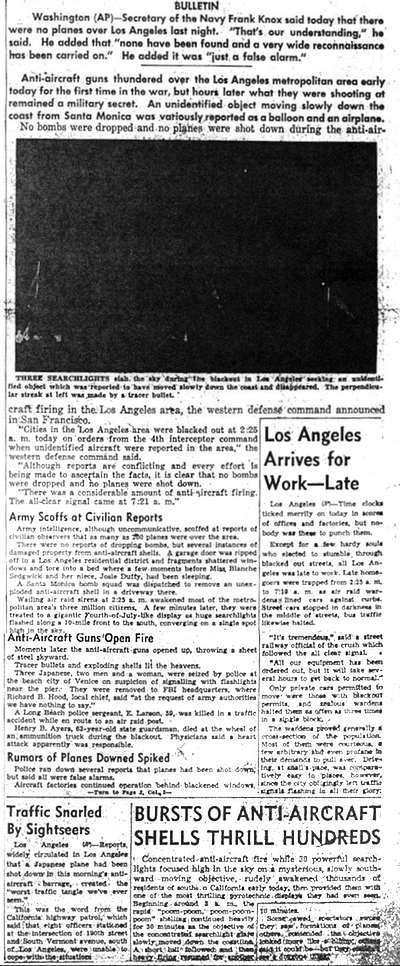 BULLETIN
Washington (AP)—Secretary of the Navy Frank Knox said today that there
were no planes over Los Angeles last night. "That's our understanding," he
said. He added that "none have been found and a very wide reconnaissance
has been carried on." He added it was "just a false alarm."
Anti-aircraft guns thundered over the Los Angeles metropolitan area early
today for the first time in the war, but hours later what they were shooting at
remained a military secret. An unidentified object moving slowly down the
coast from Santa Monica was variously reported as a balloon and an airplane.
No bombs were dropped and no planes were shot down during the anti-air-
THREE SEARCHLIGHTS stab the sky during the blackout in Los Angeles seeking an unidenti-
fied object which was reported to have moved slowly down the coast and disappeared. The perpendicu-
lar streak at left was made by a tracer bullet.
craft firing in the Los Angeles area, the western defense command announced
in San Francisco.
"Cities in the Los Angeles area were blacked out at 2:25
a. m. today on orders from the 4th interceptor command
when unidentified aircraft were reported in the area," the
western defense command said.
"Although reports are conflicting and every effort is
being made to ascertain the facts, it is clear that no bombs
were dropped and no planes were shot down.
"There was a considerable amount of anti-aircraft firing.
The all-clear signal came at 7:21 a. m."
Army Scoffs at Civilian Reports
Army intelligence, although uncommunicative, scoffed at reports of
civilian observers that as many as 200 planes were over the area.
There were no reports of dropping bombs, but several instances of
damaged property from anti-aircraft shells. A garage door was ripped
off in a Los Angeles residential district and fragments shattered win-
dows and tore into a bed where a few moments before Miss Blanche
Sedgwick and her niece, Josie Duffy, had been sleeping.
A Santa Monica bomb squad was dispatched to remove an unex-
ploded anti-aircraft shell in a driveway there.
Wailing air raid sirens at 2:25 a. m. awakened most of the metro-
politan area's three million citizens. A few minutes later, they were
treated to a gigantic Fourth-of-July-like display as huge searchlights
flashed along a 10-mile front to the south, converging on a single spot
high in the sky.
Anti-Aircraft Guns Open Fire
Moments later the anti-aircraft guns opened up, throwing a sheet
of steel skyward.
Tracer bullets and exploding shells lit the heavens.
Three Japanese, two men and a woman, were seized by police at
the beach city of Venice on suspicion of signalling with flashlights
near the pier. They were removed to FBI headquarters, where
Richard B. Hood, local chief, said "at the request of army authorities
we have nothing to say."
A Long Beach police sergeant, E. Larson, 59, was killed in a traffic
accident while en route to an air raid post.
Henry B. Ayers, 63-year-old state guardsman, died at the wheel of
an ammunition truck during the blackout. Physicians said a heart
attack apparently was responsible.
Rumors of Planes Downed Spiked
Police ran down several reports that planes had been shot down,
but said all were false alarms.
Aircraft factories continued operation behind blackened windows,
—Turn to Page 2, Col.
Los Angeles
Arrives for
Work—Late
Los Angeles (AP)—Time clocks
ticked merrily on today in scores
of offices and factories, but no-
body was there to punch them.
Except for a few hardy souls
who elected to stumble through
blacked out streets, all Los An-
geles was late to work. Late home-
goers were trapped from 2:25 a. m.
to 7:19 a. m. as air raid war-
dens lined cars against curbs.
Street cars stopped in darkness in
the middle of streets, bus traffic
likewise halted.
"It's tremendous," said a street
railway official of the crush which
followed the all clear signal.
"All our equipment has been
ordered out, but it will take sev-
eral hours to get back to normal."
Only private cars permitted to
move were those with blackout
permits, and zealous wardens
halted them as often as three times
in a single block.
The wardens proved generally a
cross-section of the population.
Most of them were courteous, a
few arbitrary and even profane in
their demands to pull over. Driv-
ing, at snail's pace, was compara-
tively easy in places, however,
since the city obligingly left traffic
signals flashing in all their glory.
Traffic Snarled
By Sightseers
Los Angeles (AP)—Reports,
widely circulated in Los Angeles
that a Japanese plane had been
shot down in this morning's anti-
aircraft barrage, created the
"worst traffic tangle we've ever
seen."
This was the word from the
California highway patrol, which
said that eight officers stationed
at the intersection of 190th street
and South Vermont avenue, south
of Los Angeles, were unable to
cope with the situation
BURSTS OF ANTI-AIRCRAFT
SHELLS THRILL HUNDREDS
Concentrated anti-aircraft fire while 30 powerful search-
lights focused high in the sky on a mysterious, slowly south-
ward moving objective, rudely awakened thousands of
residents of southern California early today, then provided them with
one of the most thrilling pyrotechnic displays they had ever seen.
Beginning around 3 a. m., the
rapid "poom-poom, poom-poom-
poom" shelling continued heavily
for 30 minutes as the objective of
the concentrated searchlight glare
slowly moved down the coastline.
A short lull followed and then
heavy firing resumed for
10 minutes.
spectators swore
they saw formations of planes
others contended the objective
looked more like a blimp, others
said it could be